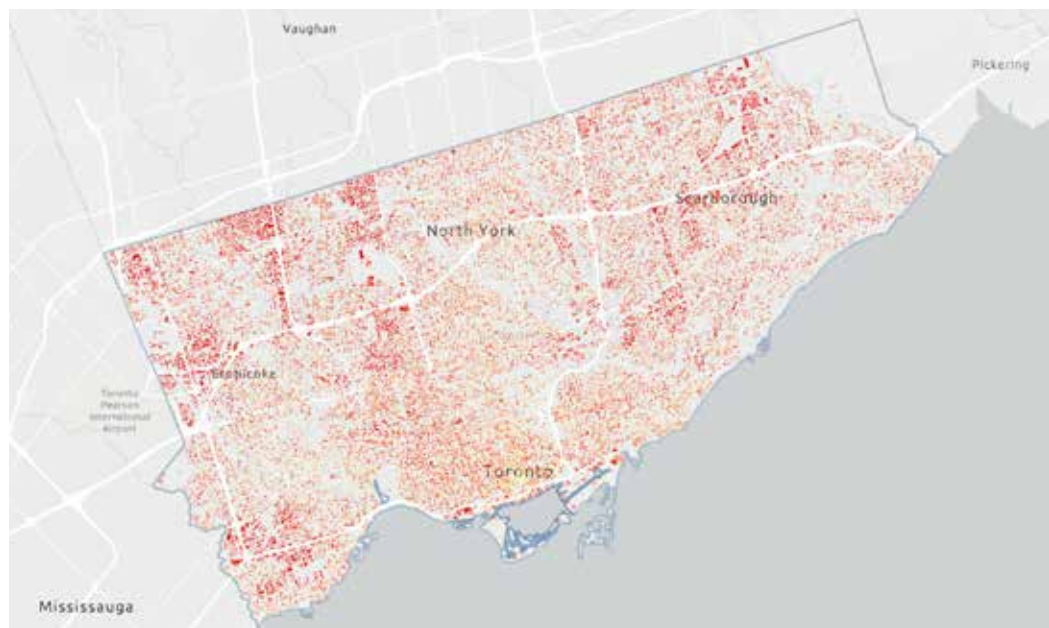 Vaughan
Pickering
Scarborough
North York
Etobicoke
Toronto
Pearson
International
Airport
Toronto
Mississauga